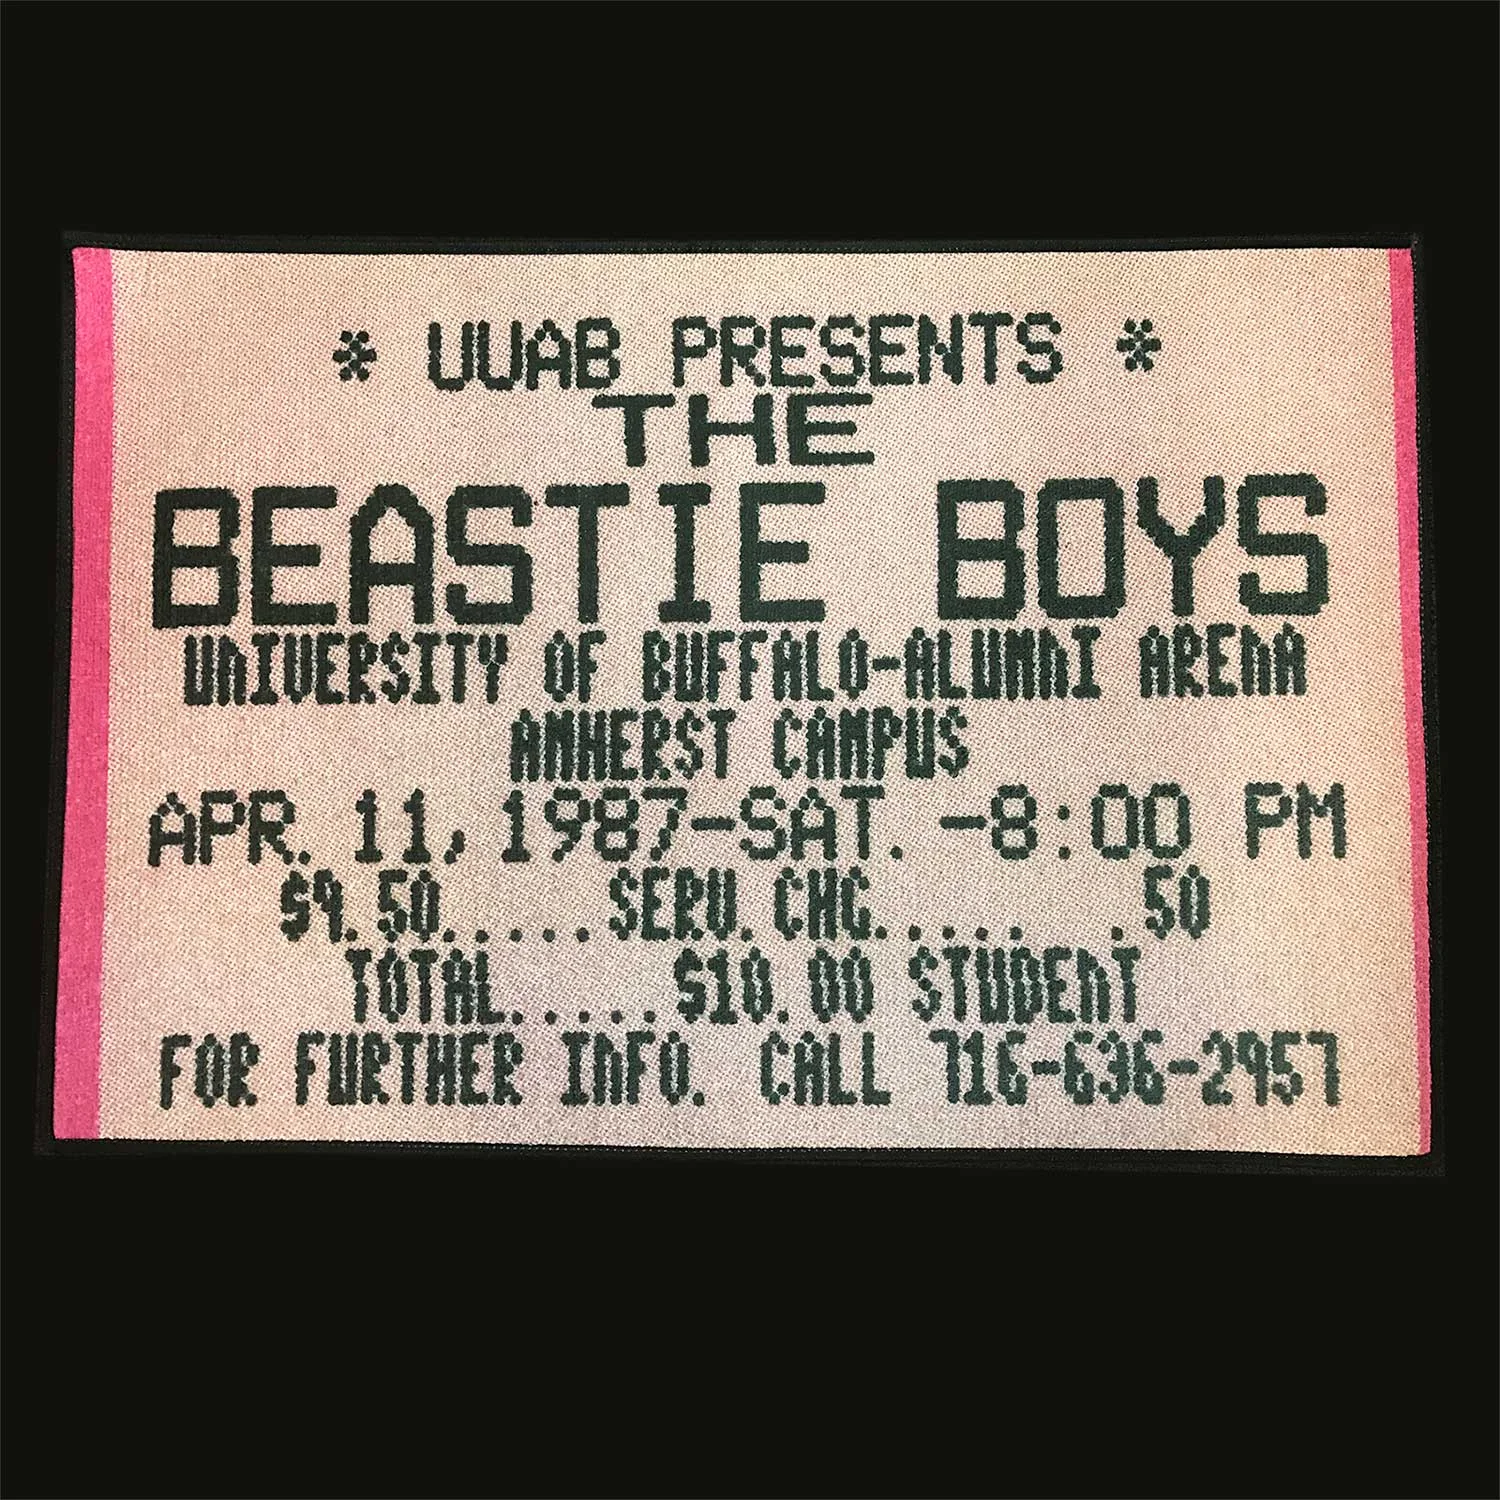 * UUAB PRESENTS *
THE
BEASTIE BOYS
UNIVERSITY OF BUFFALO-ALUMNI ARENA
AMHERST CAMPUS
APR. 11, 1987-SAT. -8:00 PM
$9.50.....SERV.CHG...... .50
TOTAL.....$10.00 STUDENT
FOR FURTHER INFO. CALL 716-636-2957